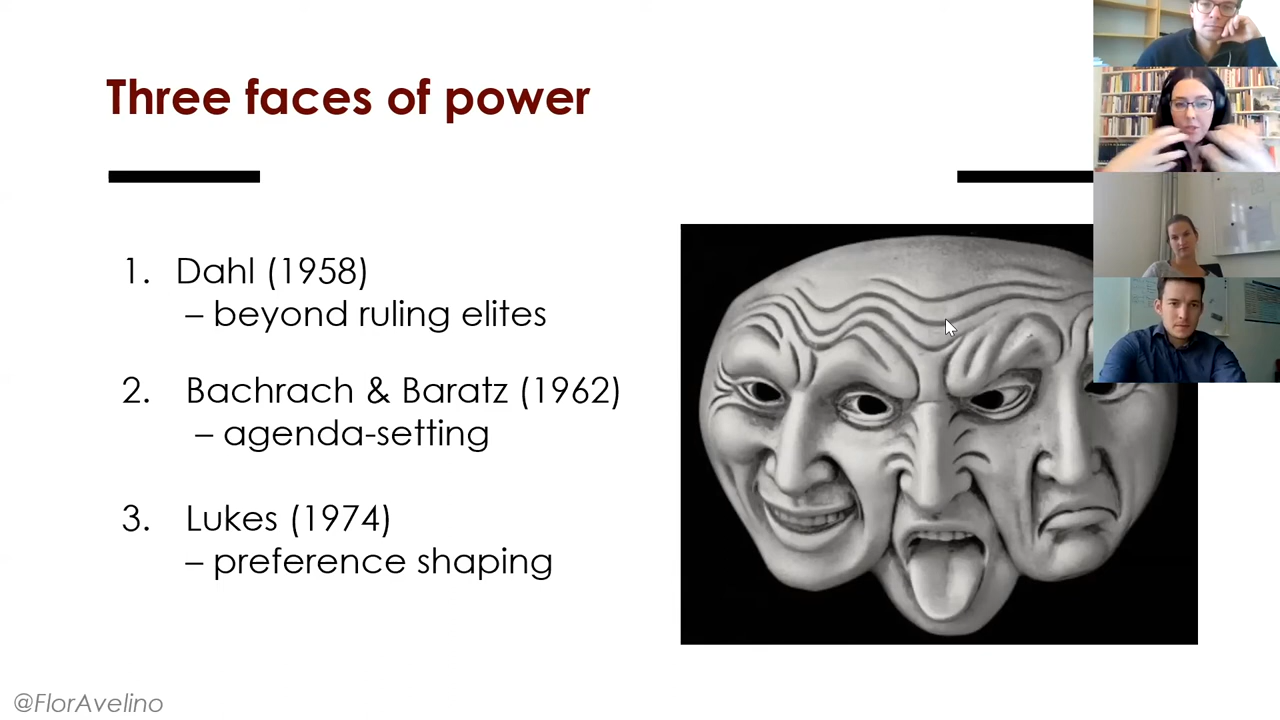 Three faces of power
1. Dahl (1958)
– beyond ruling elites
2. Bachrach & Baratz (1962)
– agenda-setting
3. Lukes (1974)
– preference shaping
@FlorAvelino